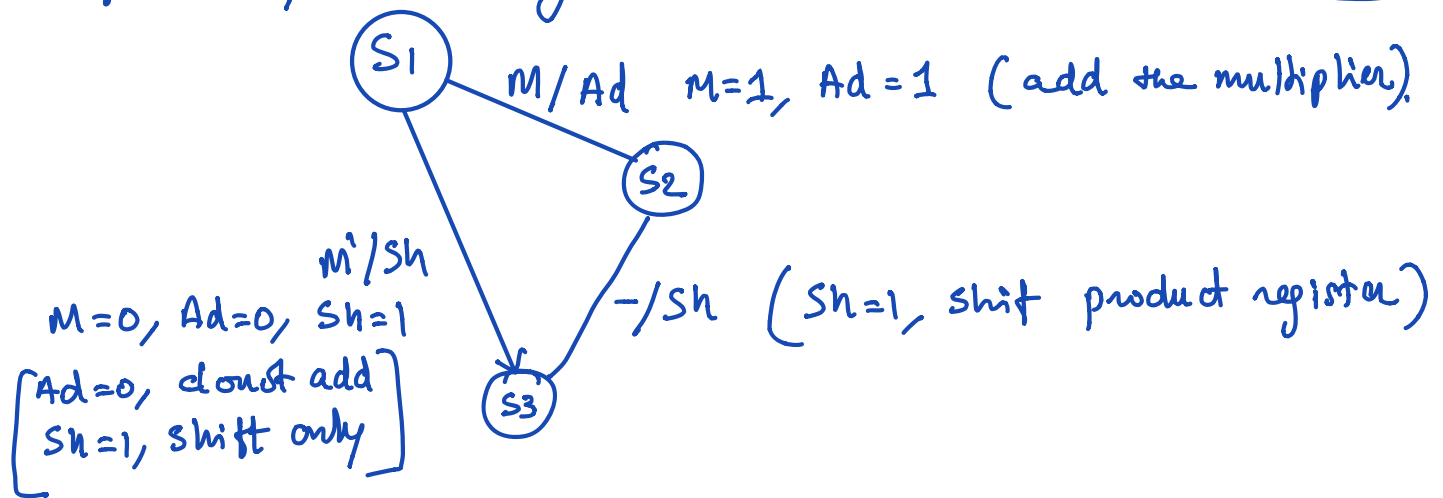 S1
M/Ad M=1, Ad=1 (add the multiplier).
S2
M'/Sh
-/Sh (Sh=1, shift product register)
M=0, Ad=0, Sh=1
[Ad=0, don't add
Sh=1, shift only]
S3